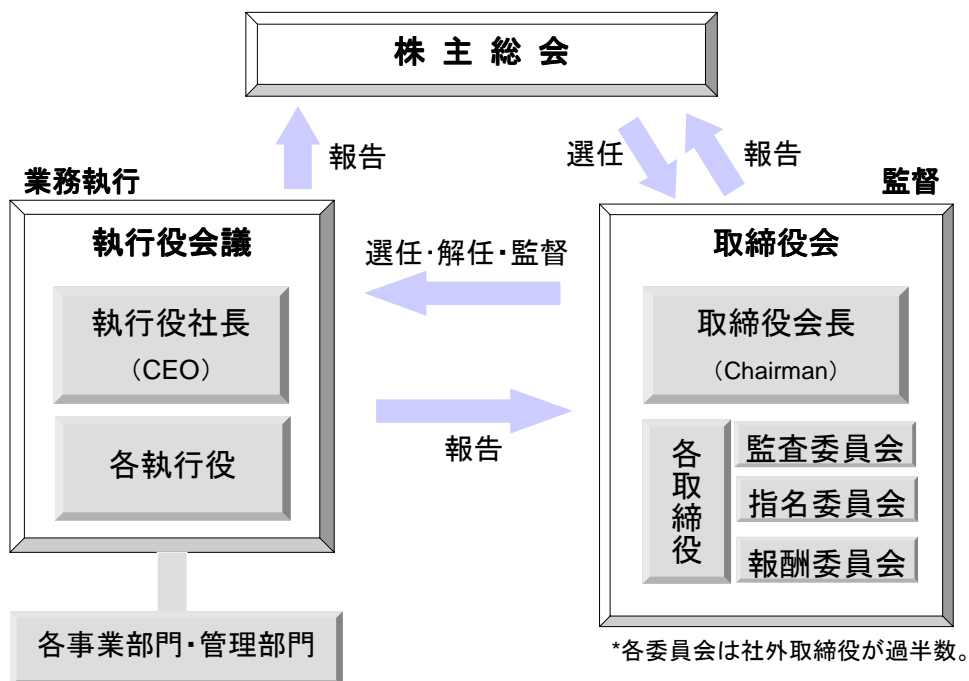 株 主 総 会
報告
選任
報告
業務執行
監督
執行役会議
執行役社長
（CEO）
各執行役
選任･解任・監督
報告
取締役会
取締役会長
（Chairman）
各取締役
監査委員会
指名委員会
報酬委員会
各事業部門・管理部門
*各委員会は社外取締役が過半数。